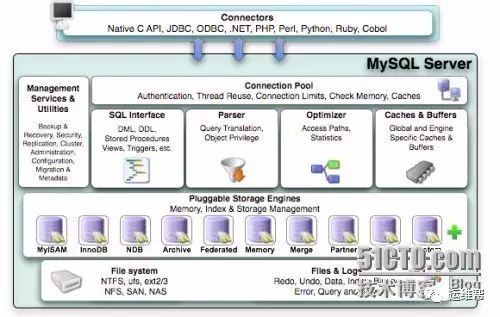 Connectors
Native C API, JDBC, ODBC, .NET, PHP, Perl, Python, Ruby, Cobol
MySQL Server
Management
Services &
Utilities
Backup &
Recovery, Security,
Replication, Cluster,
Administration,
Configuration,
Migration &
Metadata
Connection Pool
Authentication, Thread Reuse, Connection Limits, Check Memory, Caches
SQL Interface
DML, DDL,
Stored Procedures
Views, Triggers, etc.
Parser
Query Translation,
Object Privilege
Optimizer
Access Paths,
Statistics
Caches & Buffers
Global and Engine
Specific Caches
& Buffers
Pluggable Storage Engines
Memory, Index & Storage Management
MyISAM
InnoDB
NDB
Archive
Federated
Memory
Merge
Partner
51CTO.com
技术博客
Blog
运维帮
File system
NTFS, ufs, ext2/3
NFS, SAN, NAS
Files & Logs
Redo, Undo, Data, Index,
Error, Query and